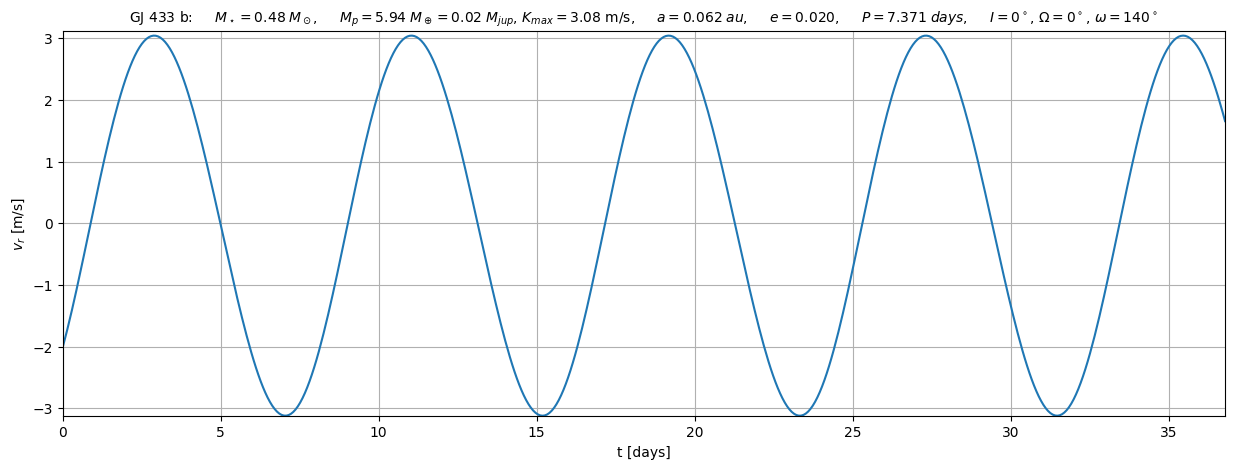 GJ 433 b: M⋆ = 0.48 M⊙, Mp = 5.94 M⊕ = 0.02 Mjup, Kmax = 3.08 m/s, a = 0.062 au, e = 0.020, P = 7.371 days, I = 0°, Ω = 0°, ω = 140°
3
2
1
0
−1
−2
−3
vr [m/s]
0 5 10 15 20 25 30 35
t [days]